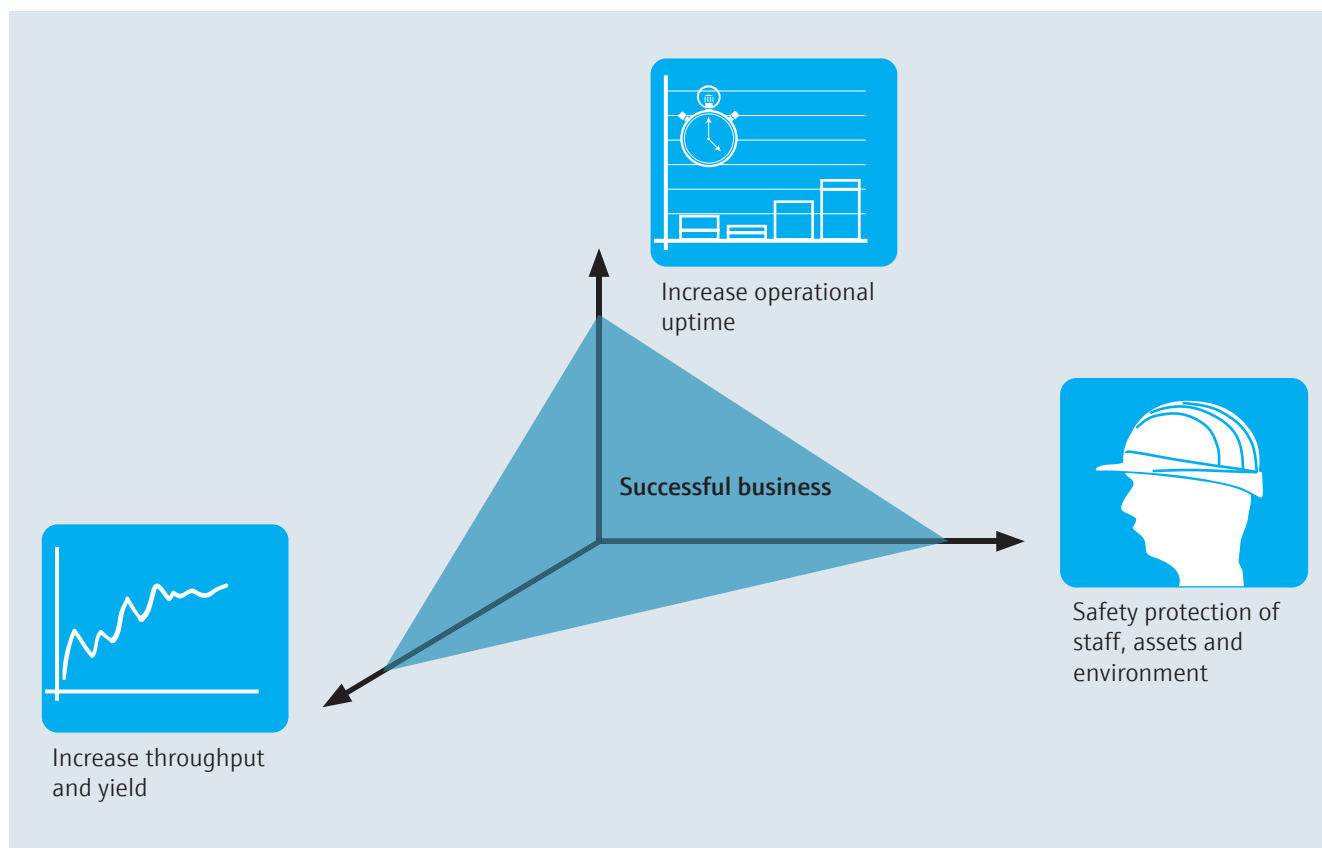 Increase operational
uptime
Successful business
Safety protection of
staff, assets and
environment
Increase throughput
and yield